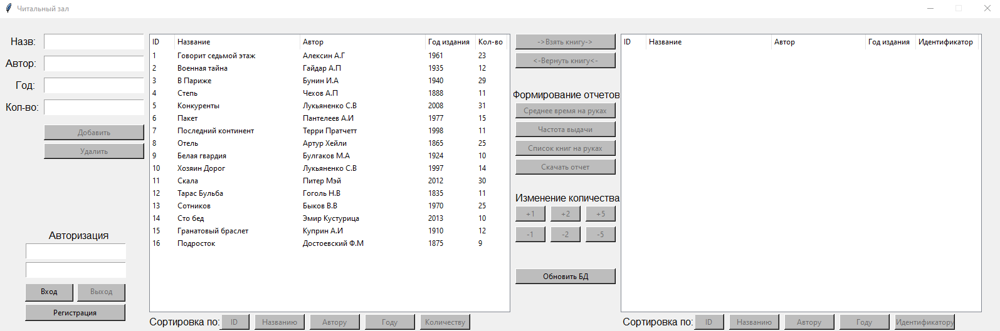 Читальный зал
Назв:
Автор:
Год:
Кол-во:
Добавить
Удалить
Авторизация
Вход Выход
Регистрация
ID Название Автор Год издания Кол-во
1 Говорит седьмой этаж Алексин А.Г 1961 23
2 Военная тайна Гайдар А.П 1935 12
3 В Париже Бунин И.А 1940 29
4 Степь Чехов А.П 1888 11
5 Конкуренты Лукьяненко С.В 2008 31
6 Пакет Пантелеев А.И 1977 15
7 Последний континент Терри Пратчетт 1998 11
8 Отель Артур Хейли 1865 25
9 Белая гвардия Булгаков М.А 1924 10
10 Хозяин Дорог Лукьяненко С.В 1997 14
11 Скала Питер Мэй 2012 30
12 Тарас Бульба Гоголь Н.В 1835 11
13 Сотников Быков В.В 1970 25
14 Сто бед Эмир Кустурица 2013 10
15 Гранатовый браслет Куприн А.И 1910 12
16 Подросток Достоевский Ф.М 1875 9
Сортировка по: ID Названию Автору Году Количеству
->Взять книгу->
<-Вернуть книгу<-
Формирование отчетов
Среднее время на руках
Частота выдачи
Список книг на руках
Скачать отчет
Изменение количества
+1 +2 +5
-1 -2 -5
Обновить БД
ID Название Автор Год издания Идентификатор
Сортировка по: ID Названию Автору Году Идентификатору